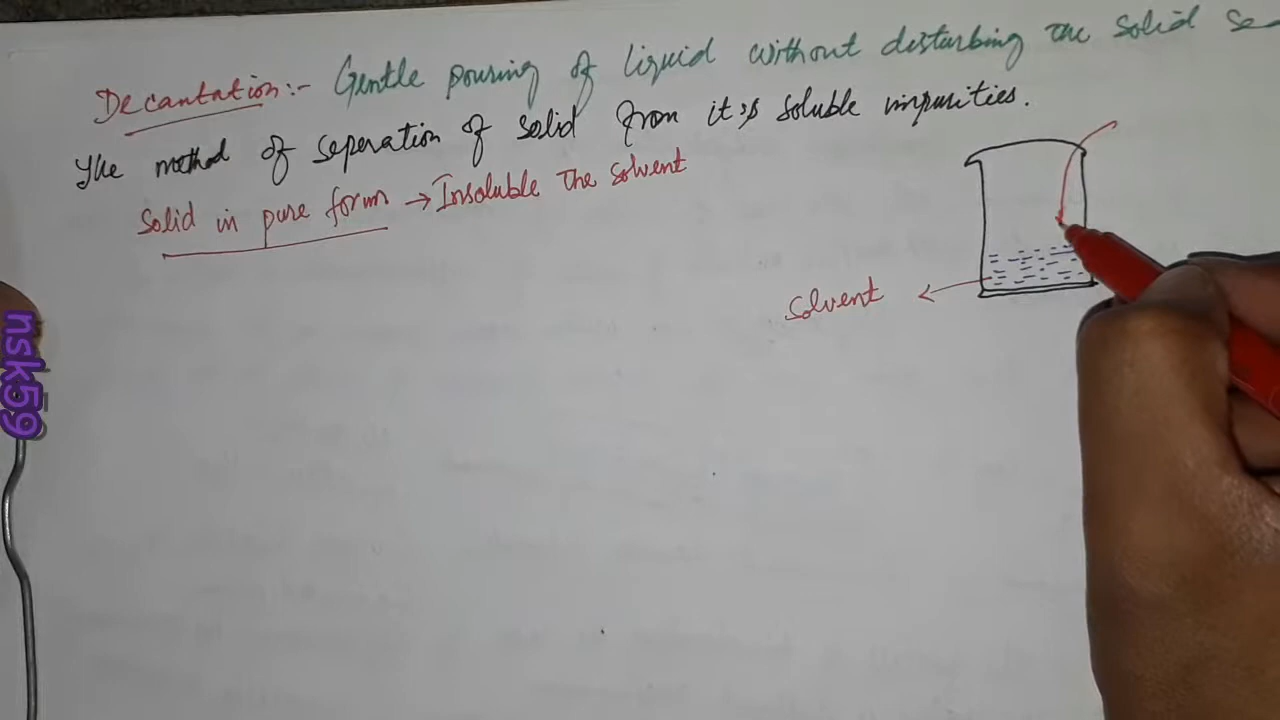 Decantation:- Gentle pouring of liquid without disturbing the solid se
The method of seperation of solid from it's soluble impurities.
Solid in pure form → Insoluble the solvent
Solvent
nsk59